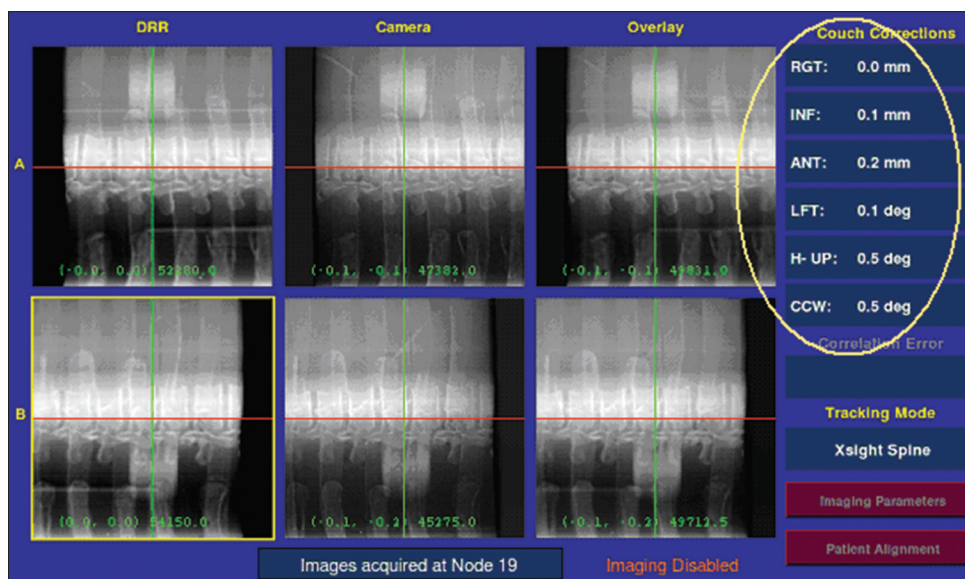 DRR Camera Overlay Couch Corrections
RGT: 0.0 mm
INF: 0.1 mm
A
ANT: 0.2 mm
LFT: 0.1 deg
(-0.0, 0.0) 52280.0 (-0.1, -0.1) 47382.0 (-0.1, -0.1) 49831.0
H- UP: 0.5 deg
CCW: 0.5 deg
Correlation Error
B
Tracking Mode
Xsight Spine
Imaging Parameters
(0.0, 0.0) 54150.0 (-0.1, -0.2) 45275.0 (-0.1, -0.2) 49712.5
Patient Alignment
Images acquired at Node 19 Imaging Disabled